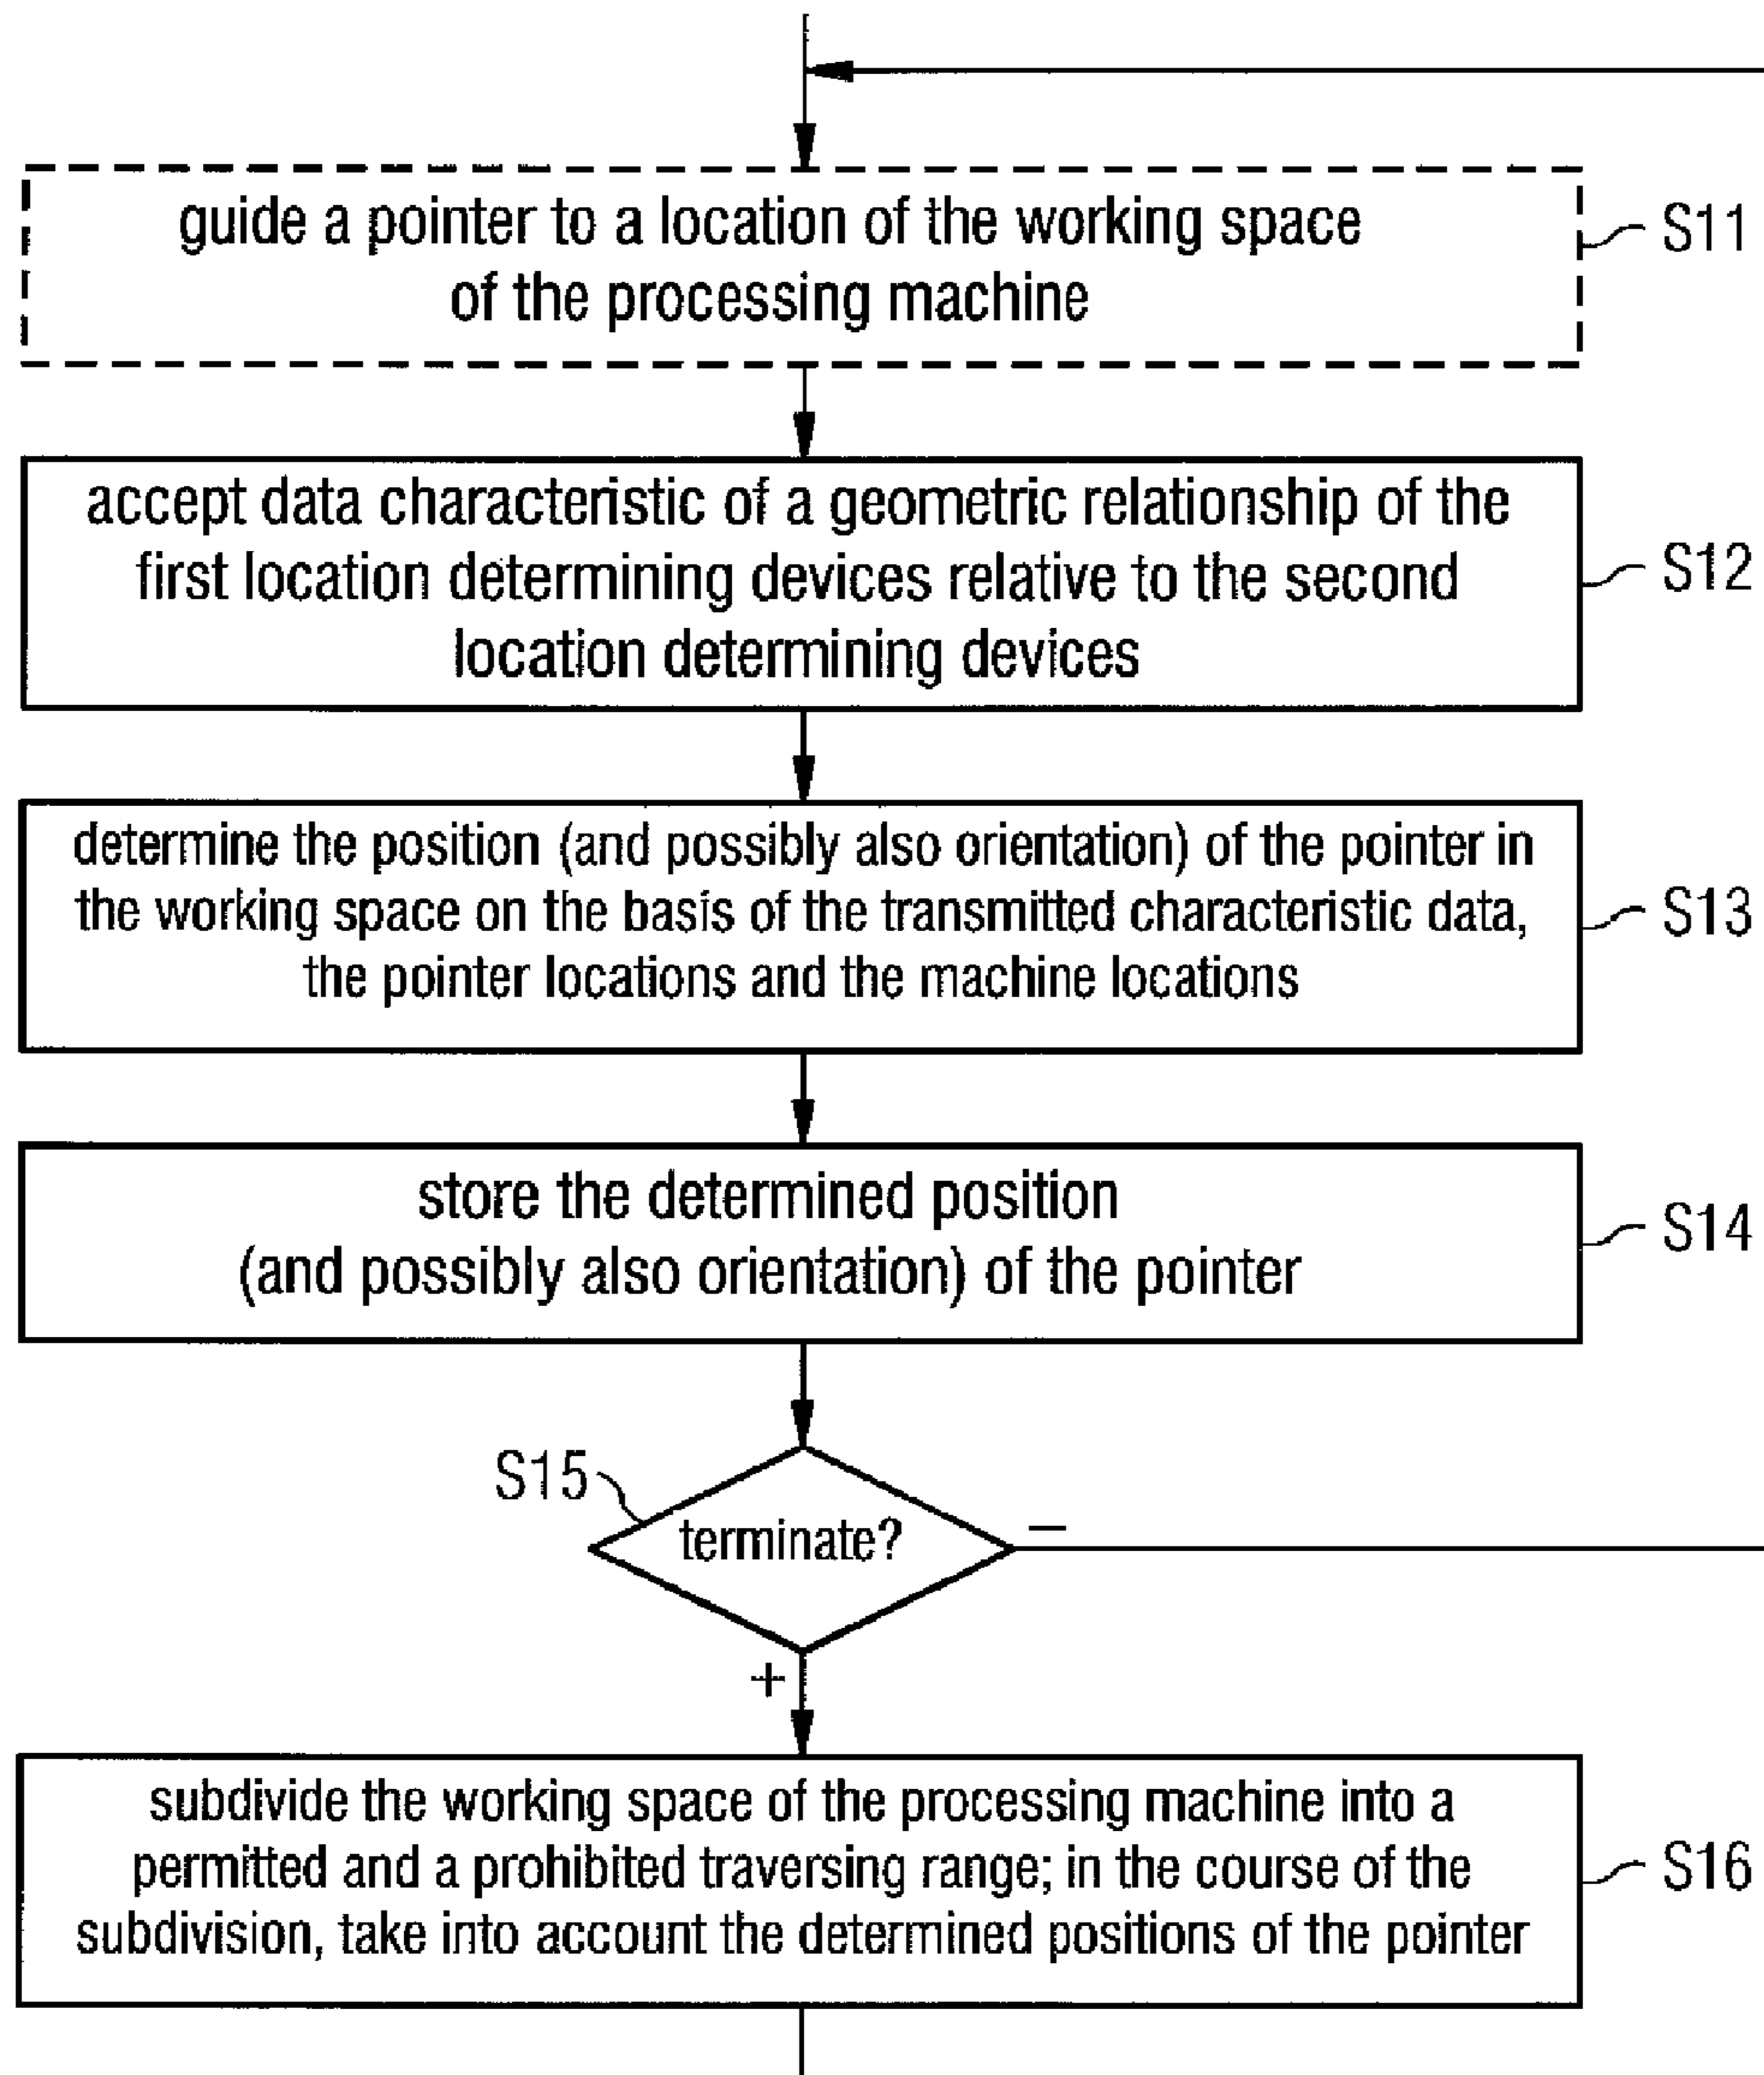 guide a pointer to a location of the working space
of the processing machine
S11
accept data characteristic of a geometric relationship of the
first location determining devices relative to the second
location determining devices
S12
determine the position (and possibly also orientation) of the pointer in
the working space on the basis of the transmitted characteristic data,
the pointer locations and the machine locations
S13
store the determined position
(and possibly also orientation) of the pointer
S14
S15
terminate?
–
+
subdivide the working space of the processing machine into a
permitted and a prohibited traversing range; in the course of the
subdivision, take into account the determined positions of the pointer
S16